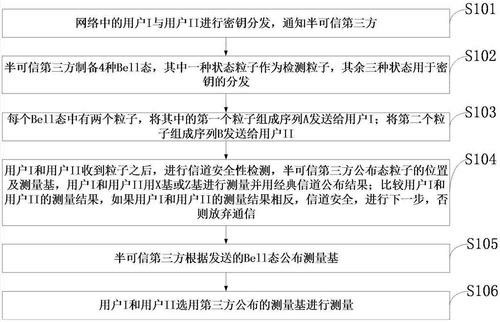 S101
网络中的用户I与用户II进行密钥分发，通知半可信第三方
S102
半可信第三方制备4种Bell态，其中一种状态粒子作为检测粒子，其余三种状态用于密
钥的分发
S103
每个Bell态中有两个粒子，将其中的第一个粒子组成序列A发送给用户I；将第二个粒
子组成序列B发送给用户II
S104
用户I和用户II收到粒子之后，进行信道安全性检测，半可信第三方公布态粒子的位置
及测量基，用户I和用户II用X基或Z基进行测量并用经典信道公布结果；比较用户I和
用户II的测量结果，如果用户I和用户II的测量结果相反，信道安全，进行下一步，否
则放弃通信
S105
半可信第三方根据发送的Bell态公布测量基
S106
用户I和用户II选用第三方公布的测量基进行测量